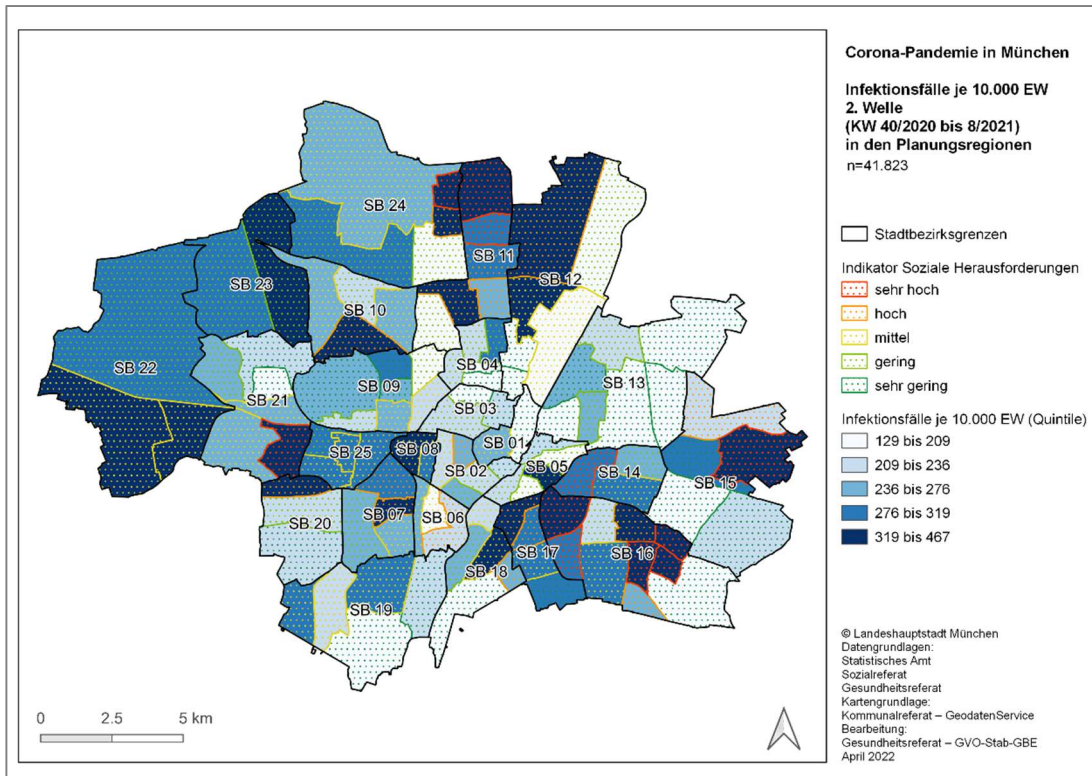 Corona-Pandemie in München
Infektionsfälle je 10.000 EW
2. Welle
(KW 40/2020 bis 8/2021)
in den Planungsregionen
n=41.823
Stadtbezirksgrenzen
Indikator Soziale Herausforderungen
sehr hoch
hoch
mittel
gering
sehr gering
Infektionsfälle je 10.000 EW (Quintile)
129 bis 209
209 bis 236
236 bis 276
276 bis 319
319 bis 467
© Landeshauptstadt München
Datengrundlagen:
Statistisches Amt
Sozialreferat
Gesundheitsreferat
Kartengrundlage:
Kommunalreferat – GeodatenService
Bearbeitung:
Gesundheitsreferat – GVO-Stab-GBE
April 2022
SB 24
SB 11
SB 12
SB 23
SB 10
SB 22
SB 04
SB 09
SB 13
SB 21
SB 03
SB 01
SB 25
SB 08
SB 02
SB 05
SB 14
SB 15
SB 20
SB 07
SB 06
SB 17
SB 16
SB 18
SB 19
0 2.5 5 km